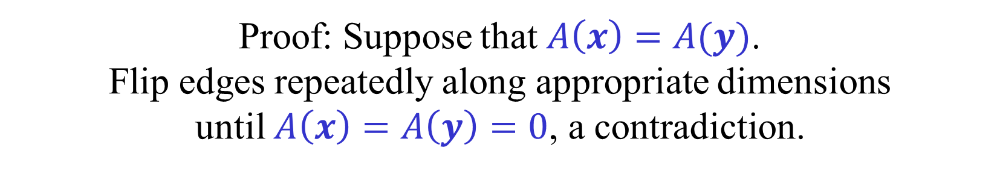 Proof: Suppose that A(x) = A(y).
Flip edges repeatedly along appropriate dimensions
until A(x) = A(y) = 0, a contradiction.